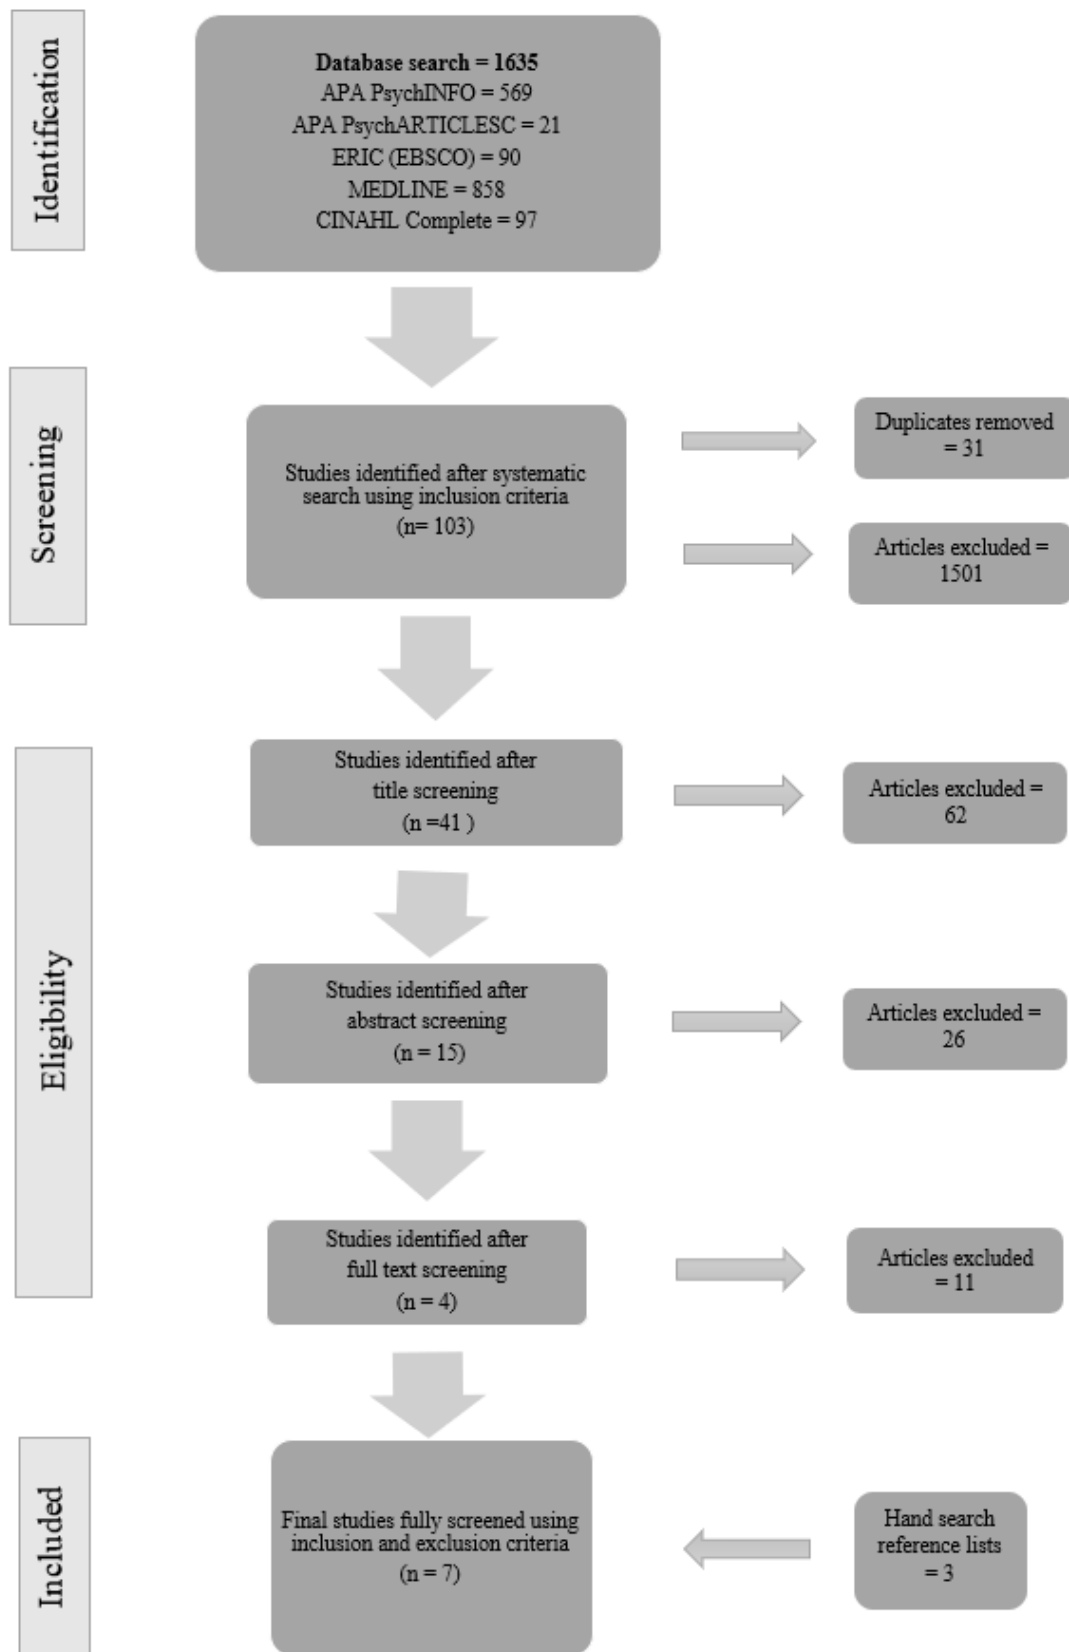 Identification
Database search = 1635
APA PsychINFO = 569
APA PsychARTICLESC = 21
ERIC (EBSCO) = 90
MEDLINE = 858
CINAHL Complete = 97
Screening
Studies identified after systematic
search using inclusion criteria
(n= 103)
Duplicates removed
= 31
Articles excluded =
1501
Eligibility
Studies identified after
title screening
(n =41 )
Articles excluded =
62
Studies identified after
abstract screening
(n = 15)
Articles excluded =
26
Studies identified after
full text screening
(n = 4)
Articles excluded
= 11
Included
Final studies fully screened using
inclusion and exclusion criteria
(n = 7)
Hand search
reference lists
= 3